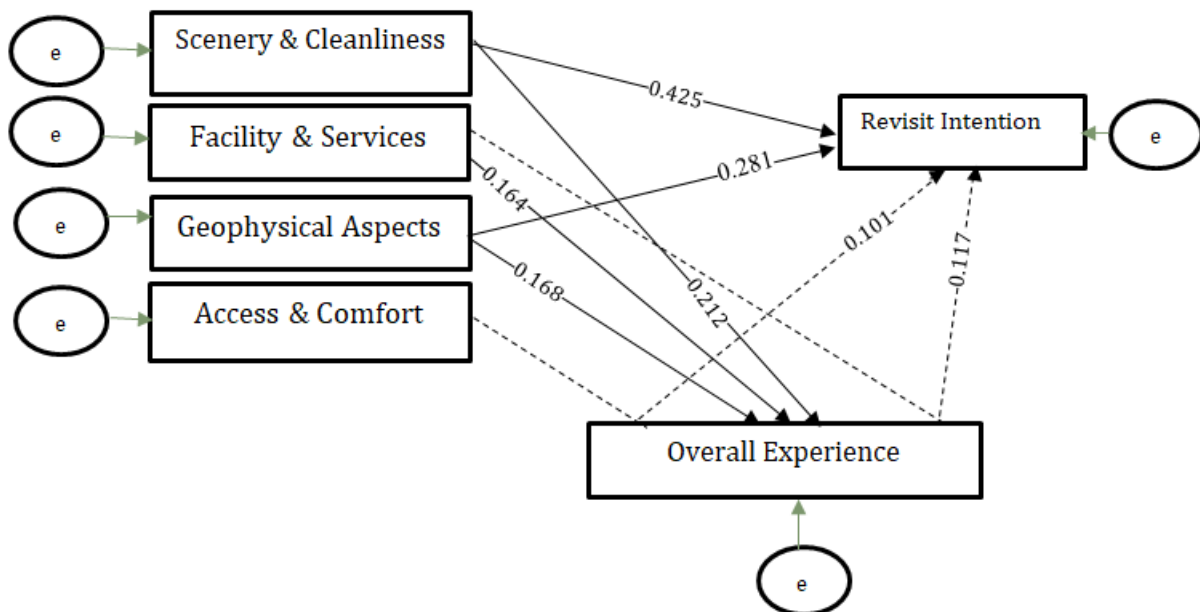 e
Scenery & Cleanliness
e
Facility & Services
e
Geophysical Aspects
e
Access & Comfort
0.425
0.281
0.164
0.168
0.212
0.101
0.117
Revisit Intention
e
Overall Experience
e